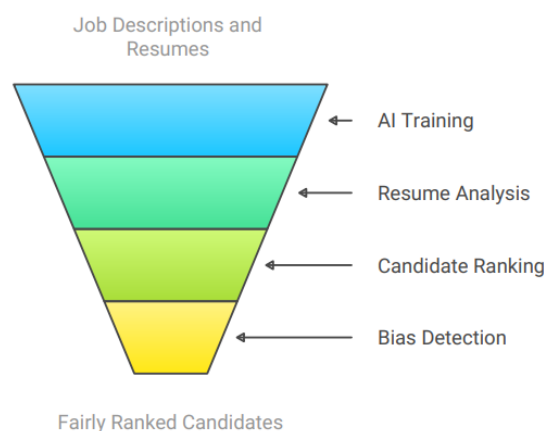 Job Descriptions and
Resumes
AI Training
Resume Analysis
Candidate Ranking
Bias Detection
Fairly Ranked Candidates